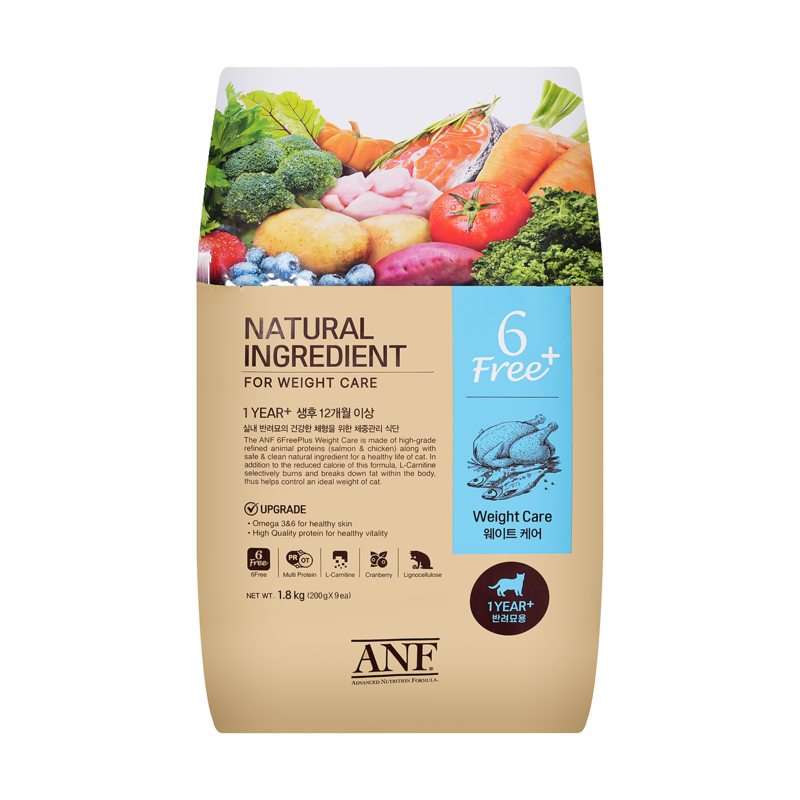 NATURAL
INGREDIENT
FOR WEIGHT CARE
1 YEAR+ 생후 12개월 이상
실내 반려묘의 건강한 체형을 위한 체중관리 식단
The ANF 6FreePlus Weight Care is made of high-grade
refined animal proteins (salmon & chicken) along with
safe & clean natural ingredient for a healthy life of cat. In
addition to the reduced calorie of this formula, L-Carnitine
selectively burns and breaks down fat within the body,
thus helps control an ideal weight of cat.
UPGRADE
• Omega 3&6 for healthy skin
• High Quality protein for healthy vitality
6 Free
6Free
PR OT
Multi Protein
L-Carnitine
Cranberry
Lignocellulose
NET WT. 1.8 kg (200g X 9 ea)
6
Free+
Weight Care
웨이트 케어
1YEAR+
반려묘용
ANF®
ADVANCED NUTRITION FORMULA.